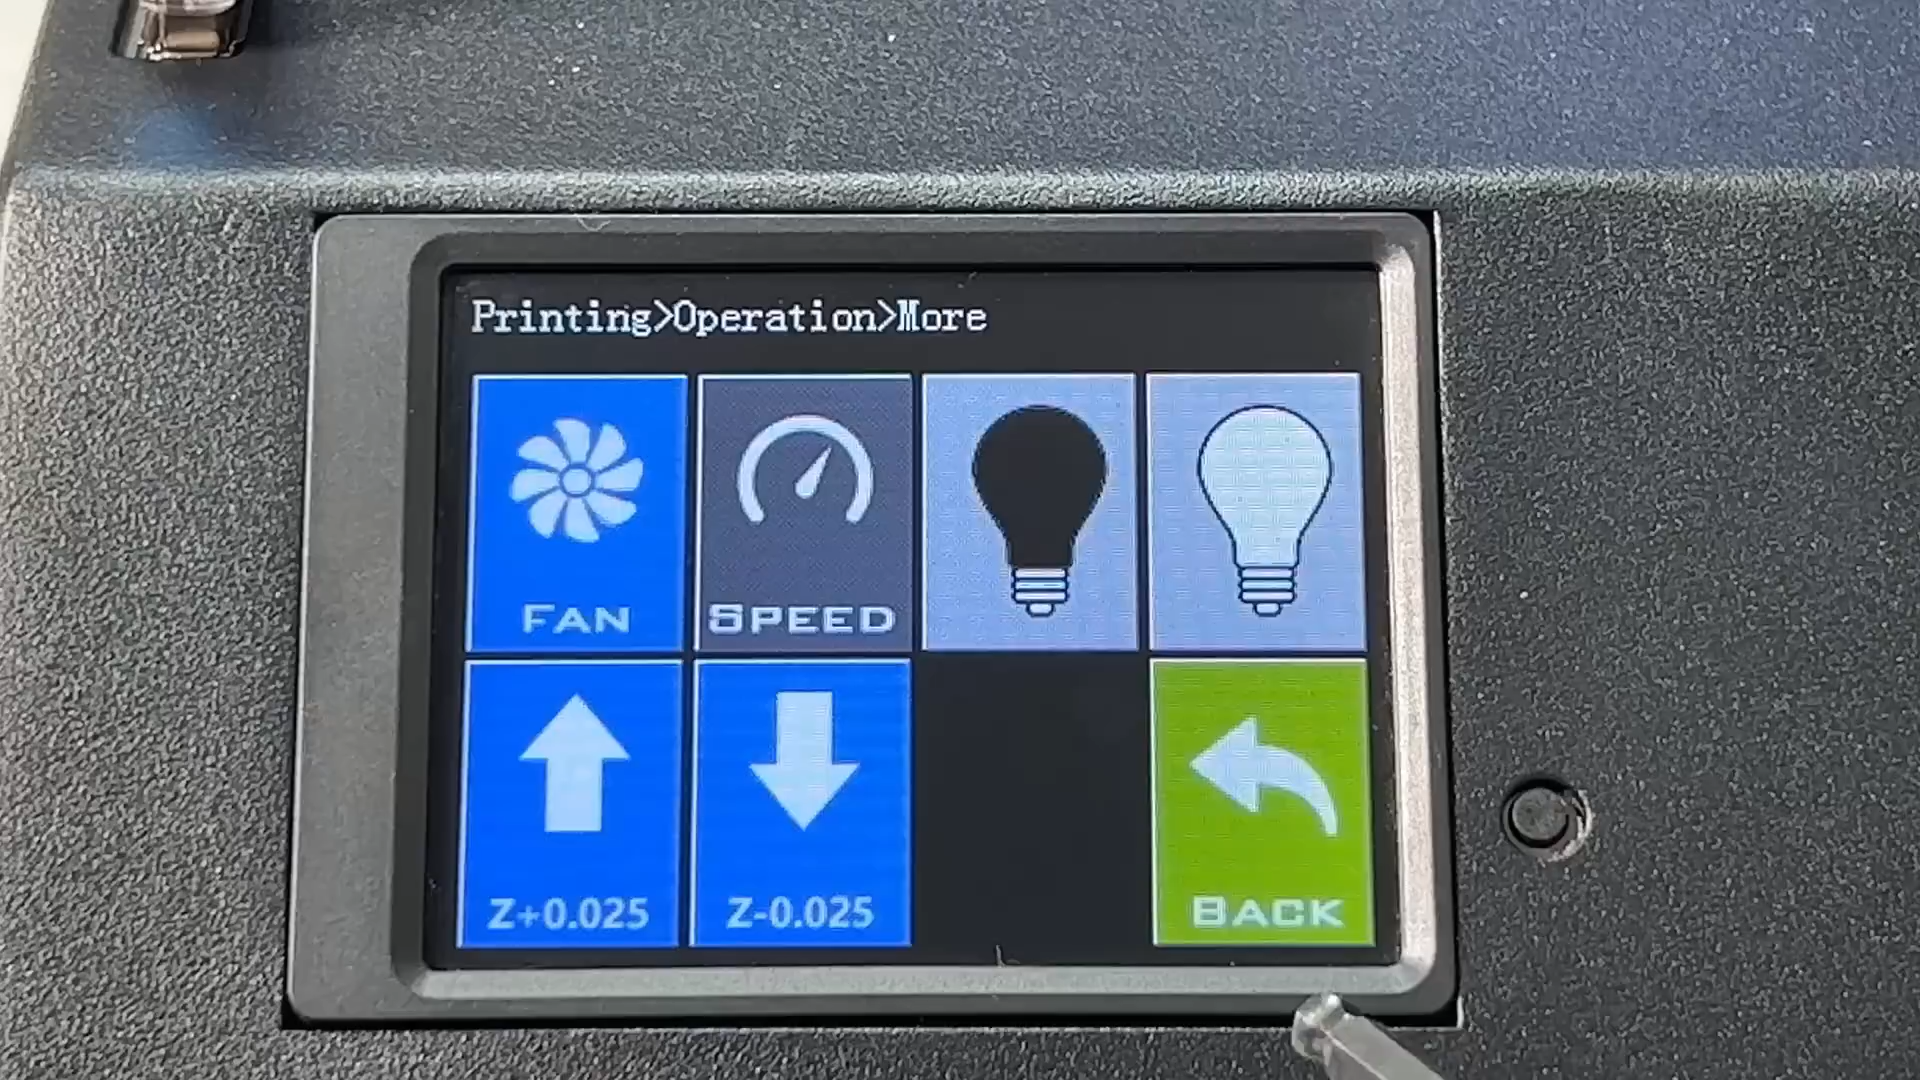 Printing>Operation>More
FAN
SPEED
Z+0.025
Z-0.025
BACK